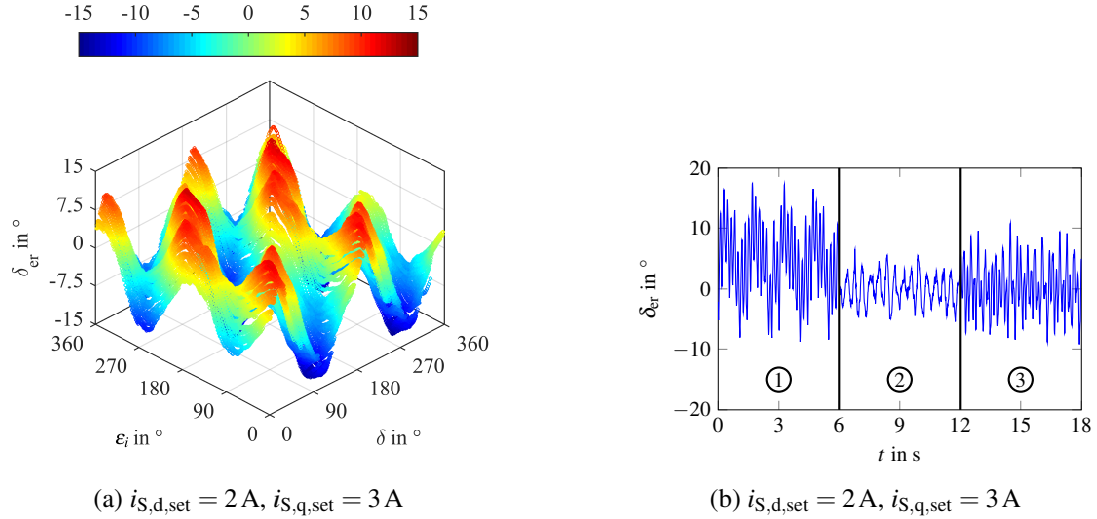 -15 -10 -5 0 5 10 15
15
7.5
0
-7.5
-15
δer in °
360
270
180
90
0
εi in °
0
90
180
270
360
δ in °
(a) iS,d,set = 2 A, iS,q,set = 3 A
20
10
0
−10
−20
δer in °
① ② ③
0 3 6 9 12 15 18
t in s
(b) iS,d,set = 2 A, iS,q,set = 3 A